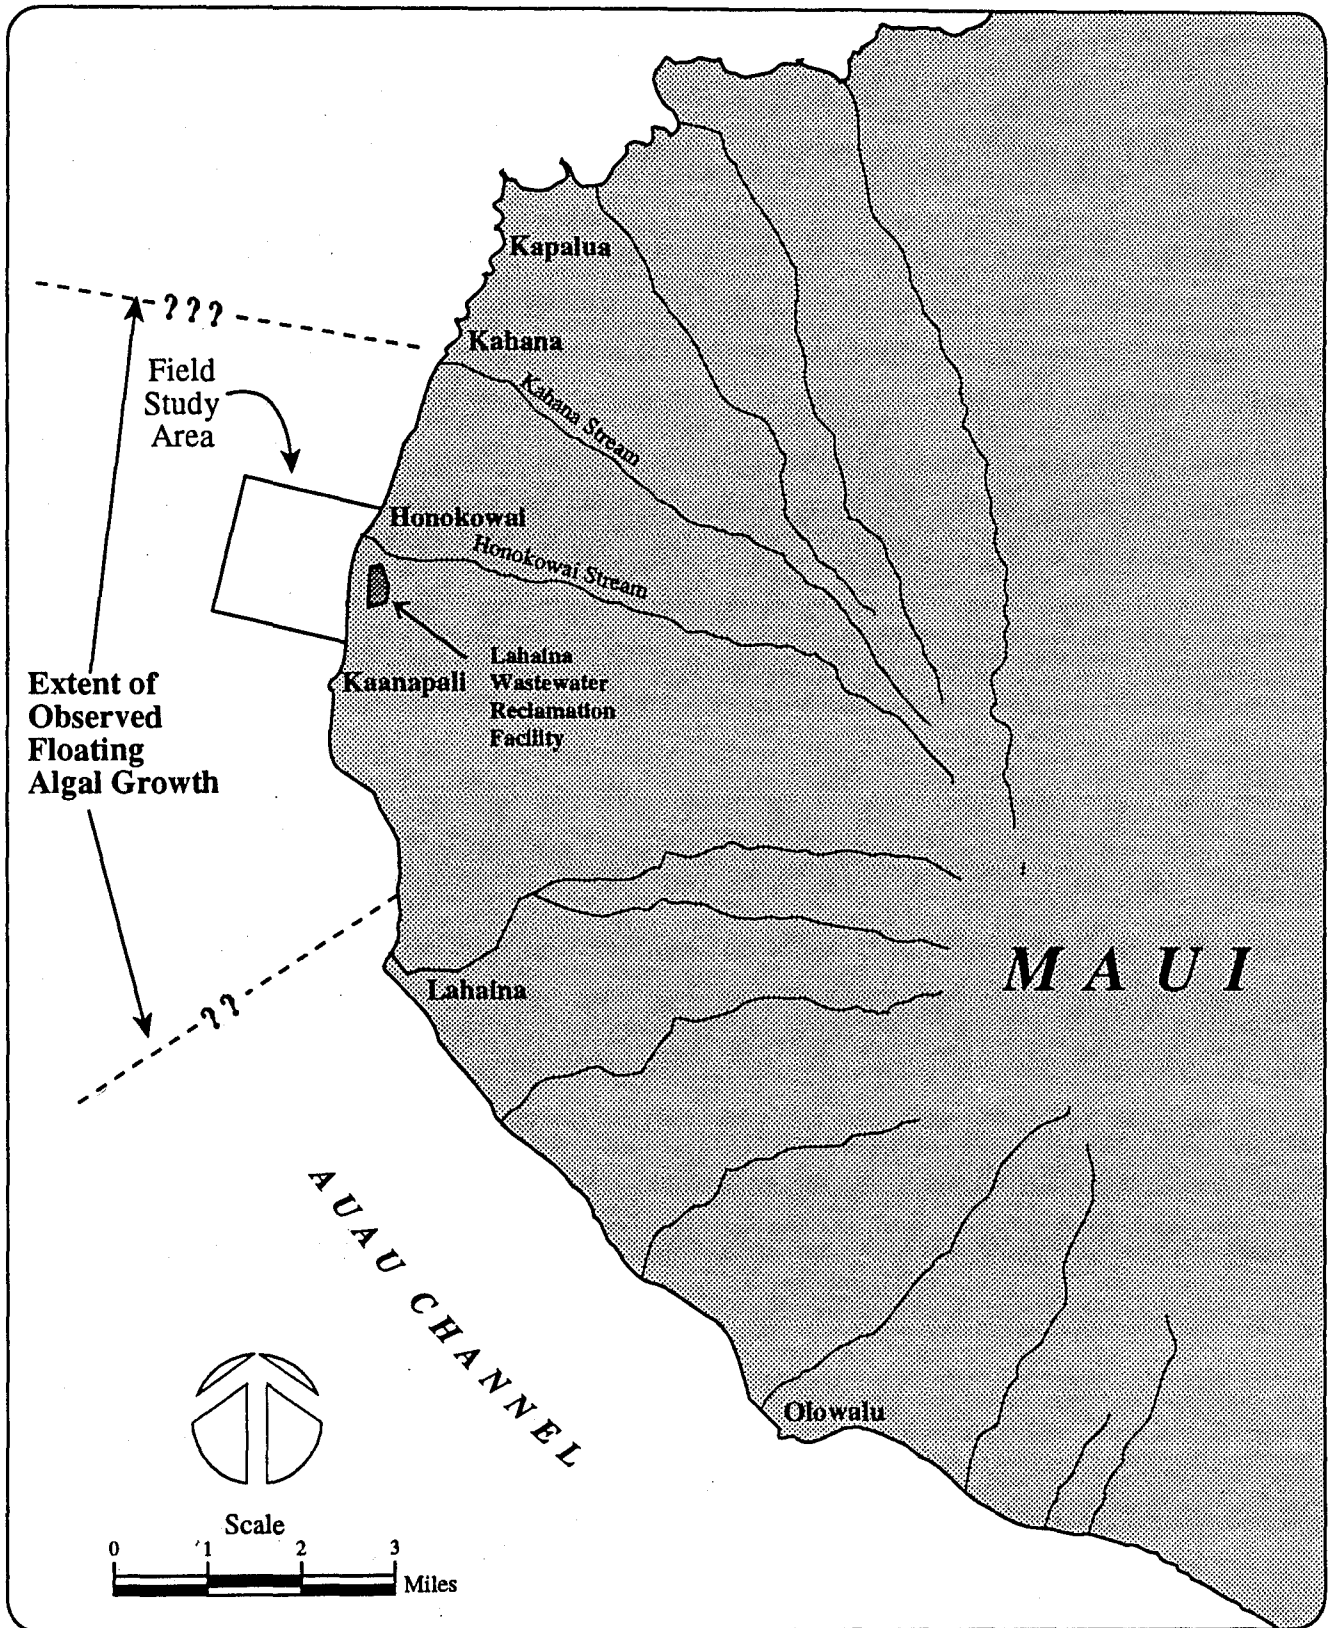 Kapalua
? ? ?
Kahana
Field
Study
Area
Kahana Stream
Honokowai
Honokowai Stream
Lahaina
Wastewater
Reclamation
Facility
Kaanapali
Extent of
Observed
Floating
Algal Growth
MAUI
Lahaina
? ?
AUAU CHANNEL
Olowalu
Scale
0 1 2 3
Miles